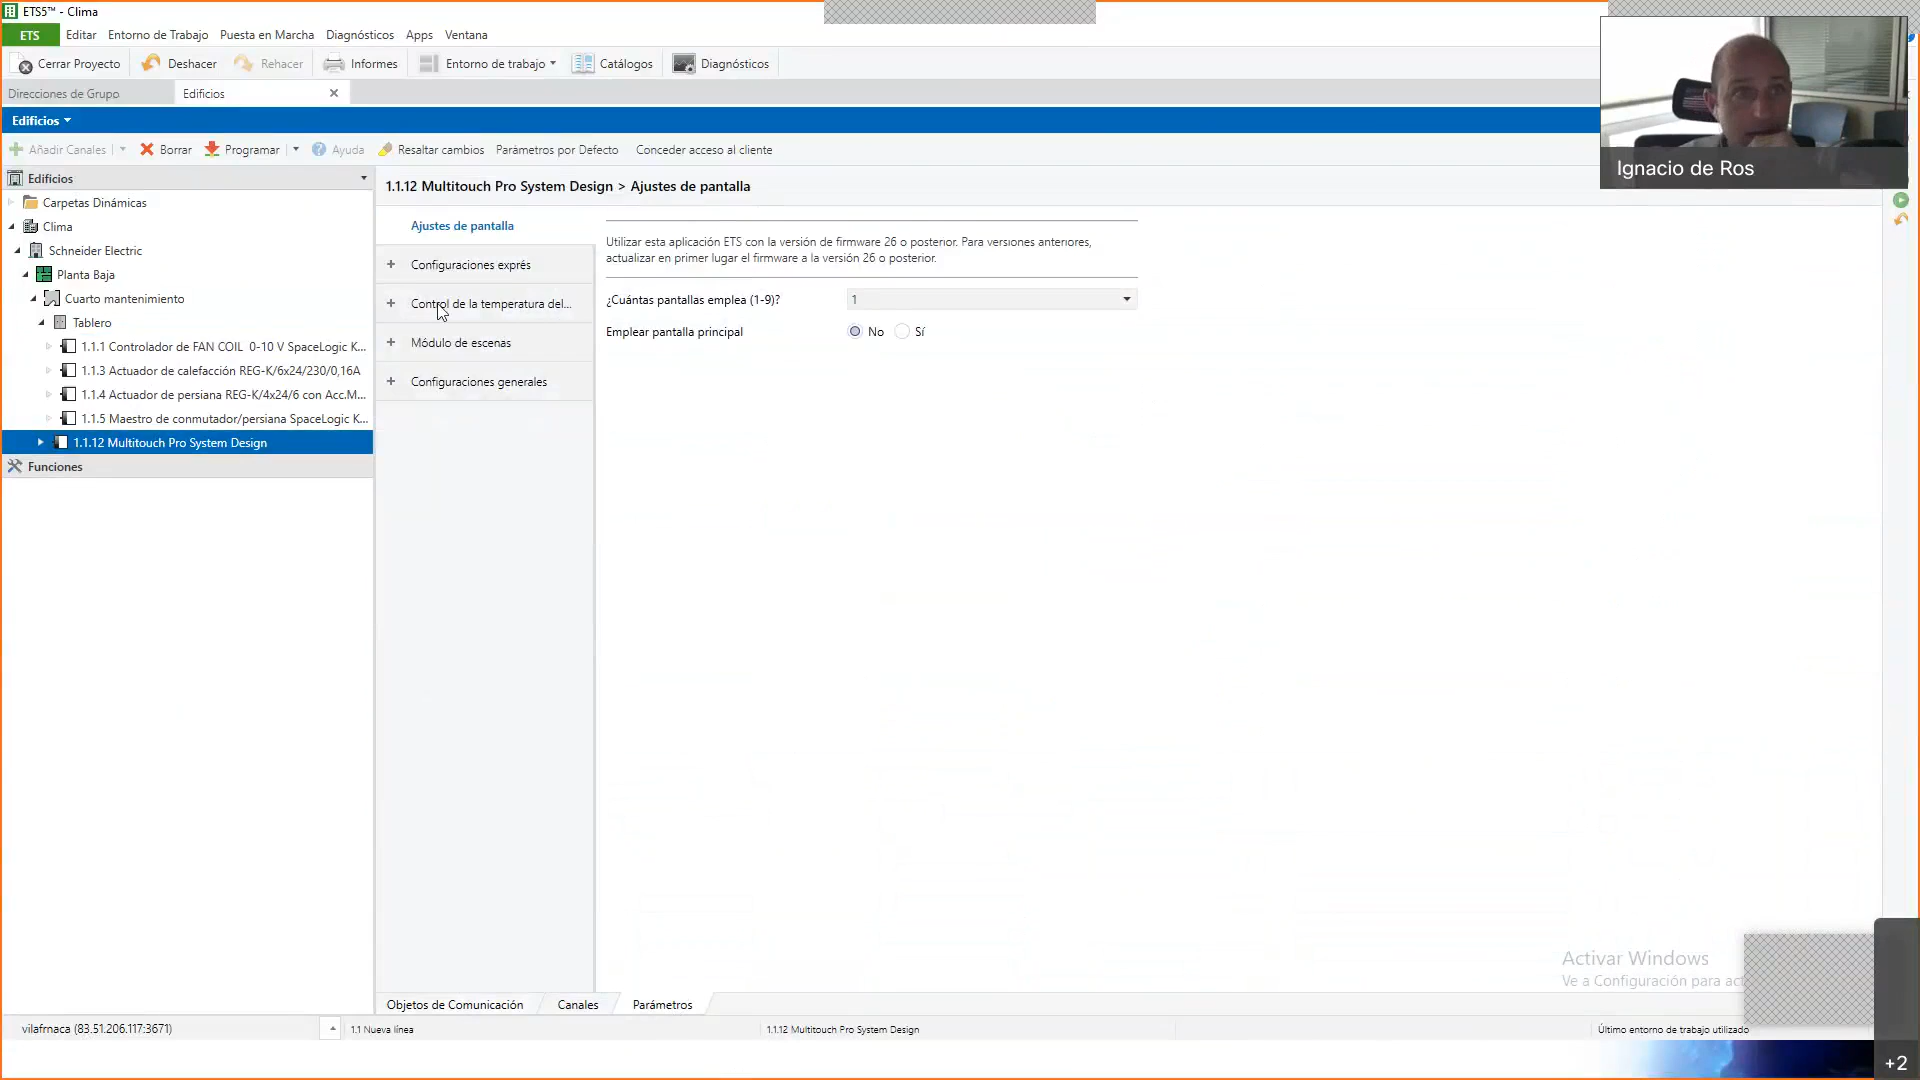 ETS5™ - Clima
ETS Editar Entorno de Trabajo Puesta en Marcha Diagnósticos Apps Ventana
Cerrar Proyecto Deshacer Rehacer Informes Entorno de trabajo Catálogos Diagnósticos
Direcciones de Grupo Edificios
Edificios
Añadir Canales Borrar Programar Ayuda Resaltar cambios Parámetros por Defecto Conceder acceso al cliente
Ignacio de Ros
Edificios
Carpetas Dinámicas
Clima
Schneider Electric
Planta Baja
Cuarto mantenimiento
Tablero
1.1.1 Controlador de FAN COIL 0-10 V SpaceLogic K...
1.1.3 Actuador de calefacción REG-K/6x24/230/0,16A
1.1.4 Actuador de persiana REG-K/4x24/6 con Acc.M...
1.1.5 Maestro de conmutador/persiana SpaceLogic K...
1.1.12 Multitouch Pro System Design
Funciones
1.1.12 Multitouch Pro System Design > Ajustes de pantalla
Ajustes de pantalla
+ Configuraciones exprés
+ Control de la temperatura del...
+ Módulo de escenas
+ Configuraciones generales
Utilizar esta aplicación ETS con la versión de firmware 26 o posterior. Para versiones anteriores,
actualizar en primer lugar el firmware a la versión 26 o posterior.
¿Cuántas pantallas emplea (1-9)? 1
Emplear pantalla principal No Sí
Activar Windows
Ve a Configuración para
Objetos de Comunicación Canales Parámetros
vilafrnaca (83.51.206.117:3671) 1.1 Nueva línea 1.1.12 Multitouch Pro System Design Último entorno de trabajo utilizado
+2